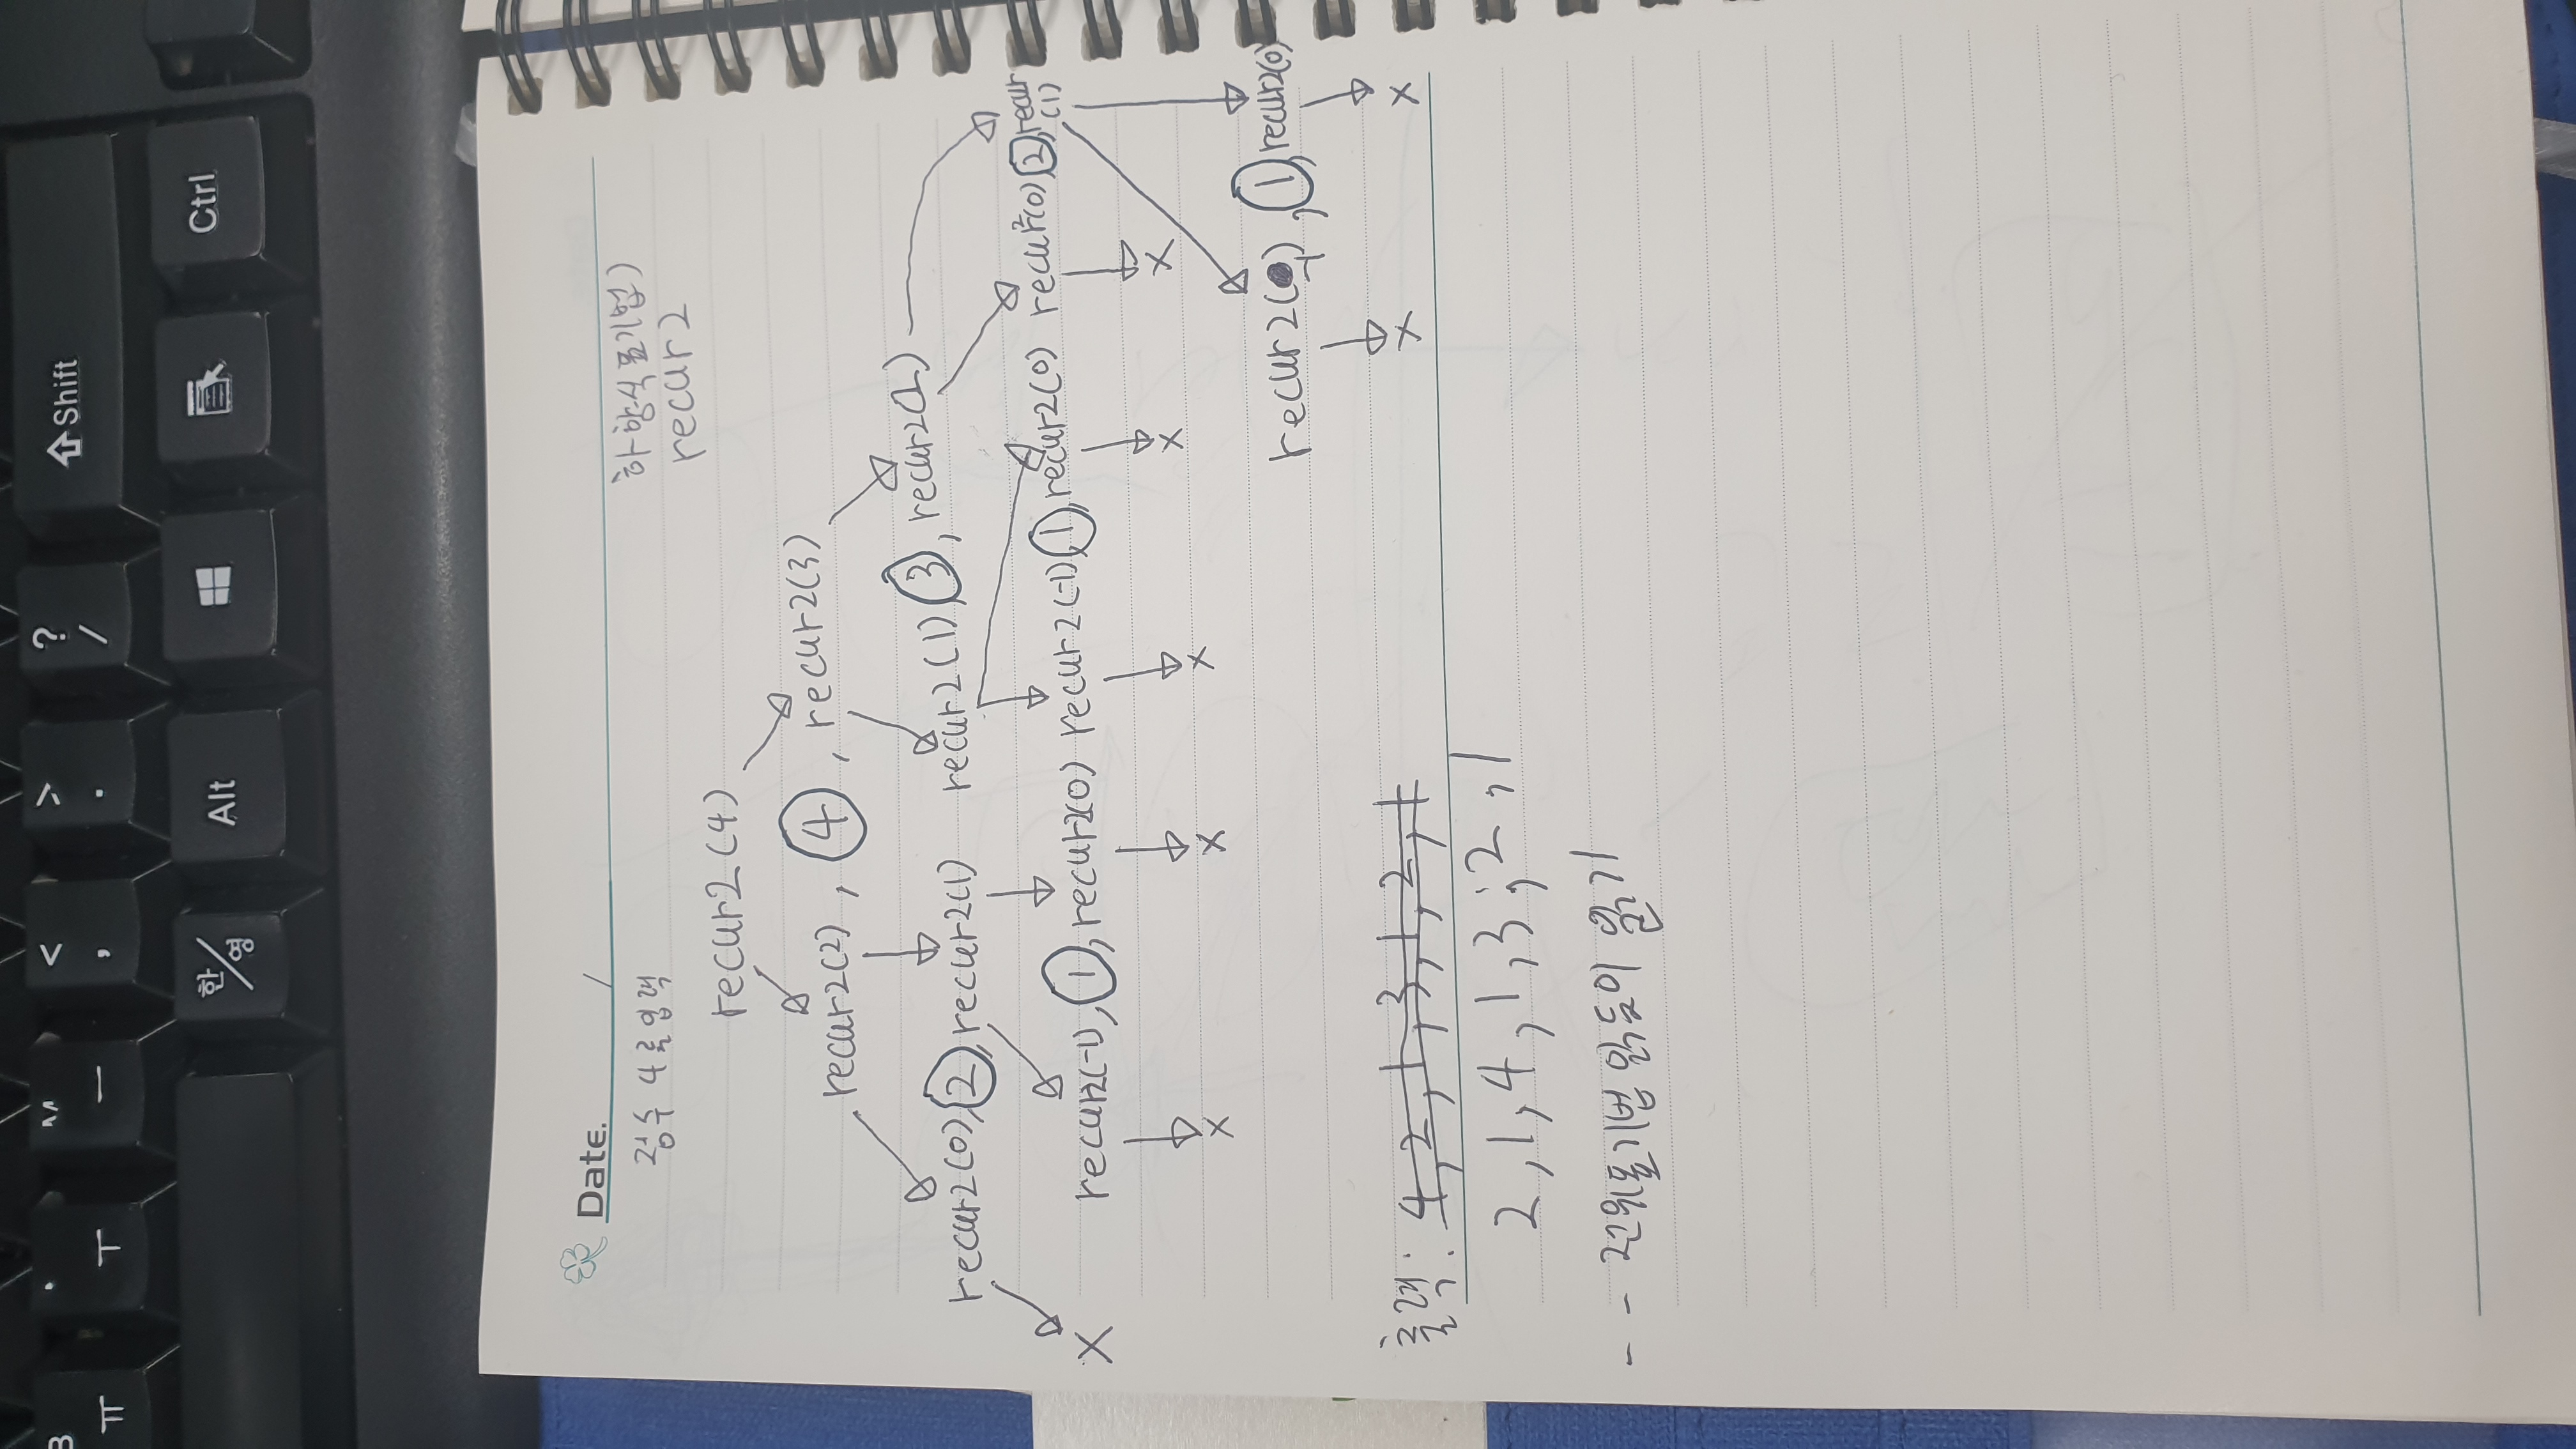 B ㅠ ㅜ M ㅡ < , > . ? / Shift
한/영 Alt Ctrl
Date. /
정수 4를 입력
하향식 표기법)
recur2
recur2(4)
recur2(2), 4, recur2(3)
recur2(0), 2, recur2(1) recur2(1) 3, recur2(2)
X recur2(-1), 1, recur2(0) recur2(-1), 1, recur2(0) recur2(0), 2, recur(1)
x x x x x
recur2(-1), 1, recur2(0)
x x
출력: 4, 2, 1, 3, 1, 2, 1
2, 1, 4, 1, 3, 2, 1
-- 전위표기법 읽듯이 읽기